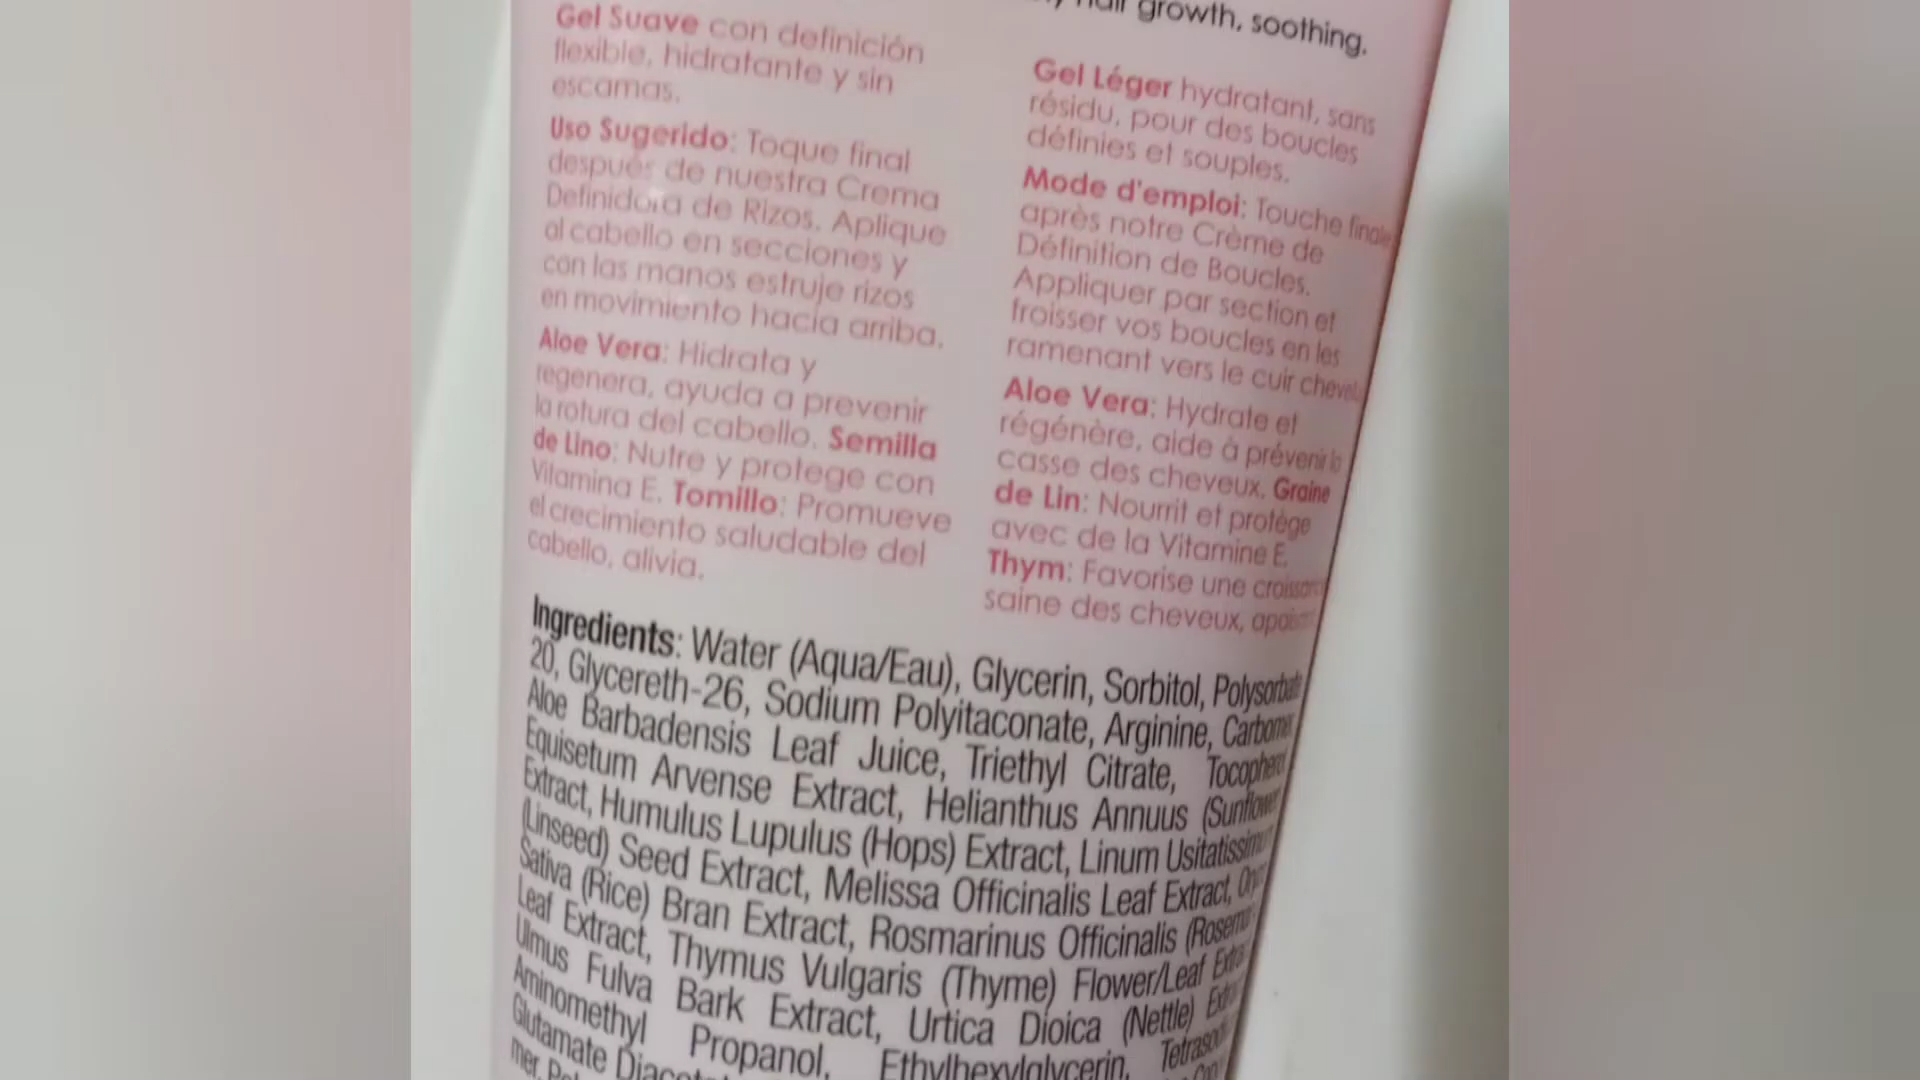 hair growth, soothing.
Gel Suave con definición
flexible, hidratante y sin
escamas.
Uso Sugerido: Toque final
después de nuestra Crema
Definidora de Rizos. Aplique
al cabello en secciones y
con las manos estruje rizos
en movimiento hacia arriba.
Aloe Vera: Hidrata y
regenera, ayuda a prevenir
la rotura del cabello. Semilla
de Lino: Nutre y protege con
Vitamina E. Tomillo: Promueve
el crecimiento saludable del
cabello, alivia.
Gel Léger hydratant, sans
résidu, pour des boucles
définies et souples.
Mode d'emploi: Touche finale
après notre Crème de
Définition de Boucles.
Appliquer par section et
froisser vos boucles en les
ramenant vers le cuir
Aloe Vera: Hydrate et
régénère, aide à prévenir la
casse des cheveux. Graine
de Lin: Nourrit et protège
avec de la Vitamine E.
Thym: Favorise une
saine des cheveux,
Ingredients: Water (Aqua/Eau), Glycerin, Sorbitol, Polysorbate
20, Glycereth-26, Sodium Polyitaconate, Arginine, Carbomer
Aloe Barbadensis Leaf Juice, Triethyl Citrate, Tocopherol
Equisetum Arvense Extract, Helianthus Annuus (Sunflower
Extract, Humulus Lupulus (Hops) Extract, Linum
(Linseed) Seed Extract, Melissa Officinalis Leaf Extract,
Sativa (Rice) Bran Extract, Rosmarinus Officinalis
Leaf Extract, Thymus Vulgaris (Thyme) Flower/Leaf
Ulmus Fulva Bark Extract, Urtica Dioica (Nettle)
Aminomethyl Propanol, Ethylhexylglycerin,
Glutamate